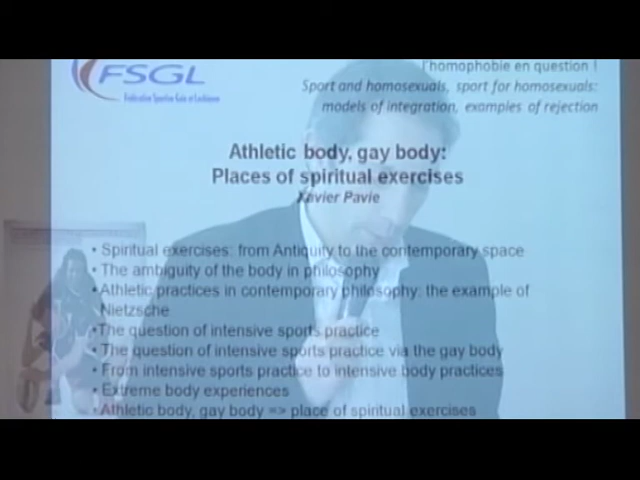 FSGL
Fédération Sportive Gaie et Lesbienne
l'homophobie en question !
Sport and homosexuals, sport for homosexuals:
models of integration, examples of rejection
Athletic body, gay body:
Places of spiritual exercises
Xavier Pavie
• Spiritual exercises: from Antiquity to the contemporary space
• The ambiguity of the body in philosophy
• Athletic practices in contemporary philosophy: the example of
Nietzsche
•The question of intensive sports practice
• The question of intensive sports practice via the gay body
• From intensive sports practice to intensive body practices
• Extreme body experiences
• Athletic body, gay body => place of spiritual exercises